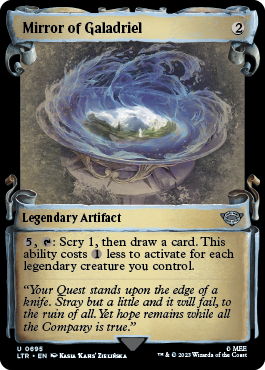 Mirror of Galadriel 2
Legendary Artifact
5, T: Scry 1, then draw a card. This
ability costs 1 less to activate for each
legendary creature you control.
“Your Quest stands upon the edge of a
knife. Stray but a little and it will fail, to
the ruin of all. Yet hope remains while all
the Company is true.”
U 0695 © MEE
LTR • EN Kasia 'Kafis' Zielińska ™ & © 2023 Wizards of the Coast